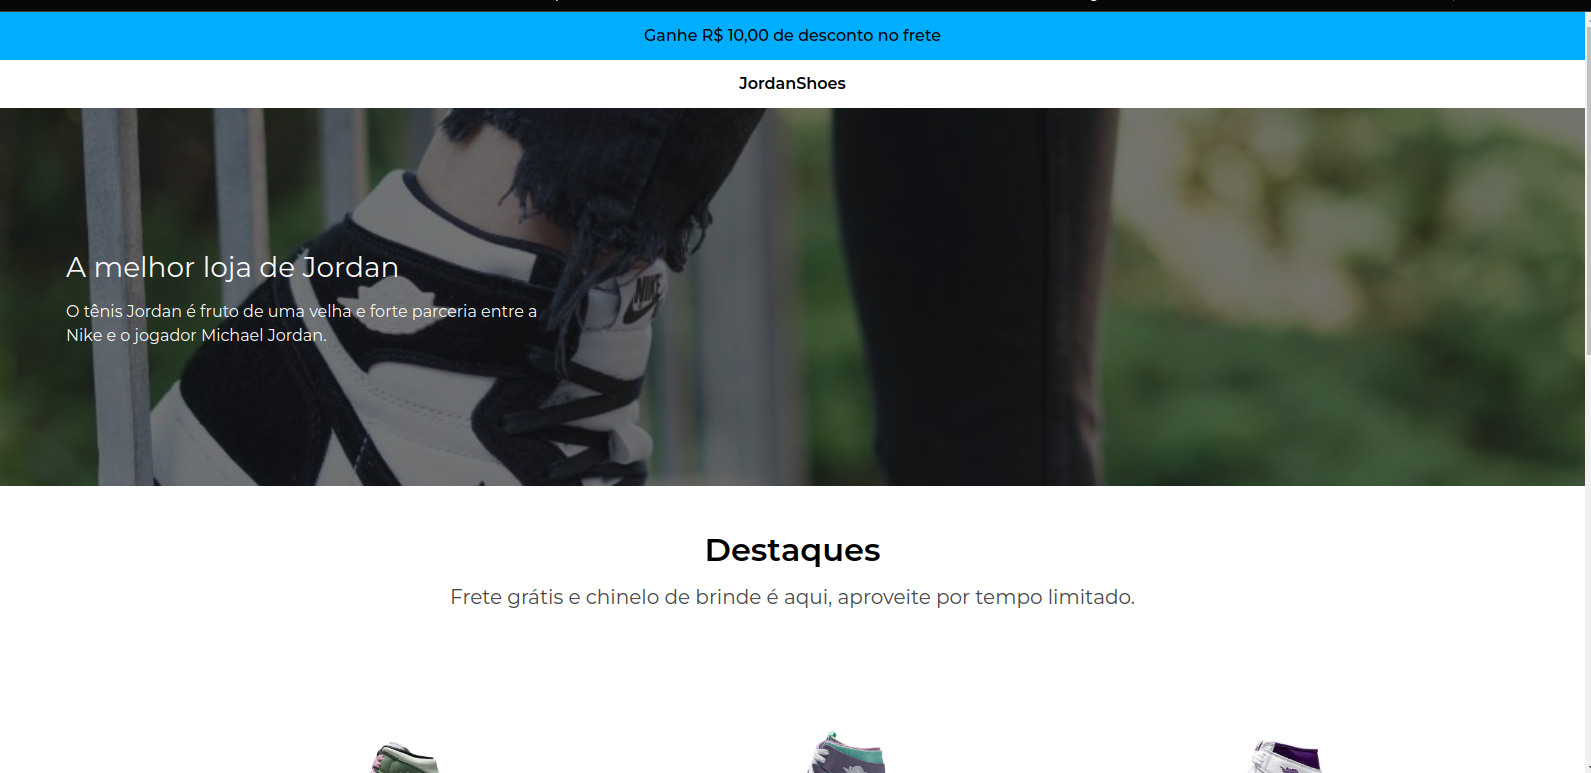 Ganhe R$ 10,00 de desconto no frete
JordanShoes
NIKE
A melhor loja de Jordan
O tênis Jordan é fruto de uma velha e forte parceria entre a
Nike e o jogador Michael Jordan.
Destaques
Frete grátis e chinelo de brinde é aqui, aproveite por tempo limitado.